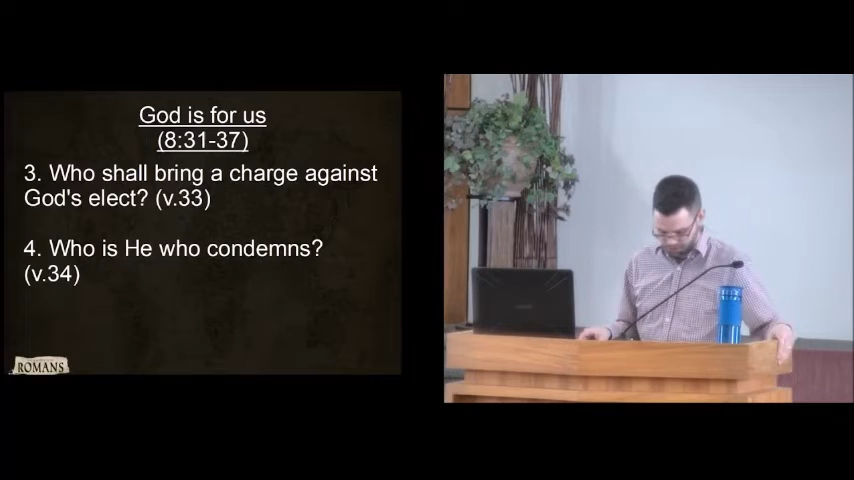 God is for us
(8:31-37)
3. Who shall bring a charge against
God's elect? (v.33)
4. Who is He who condemns?
(v.34)
ROMANS